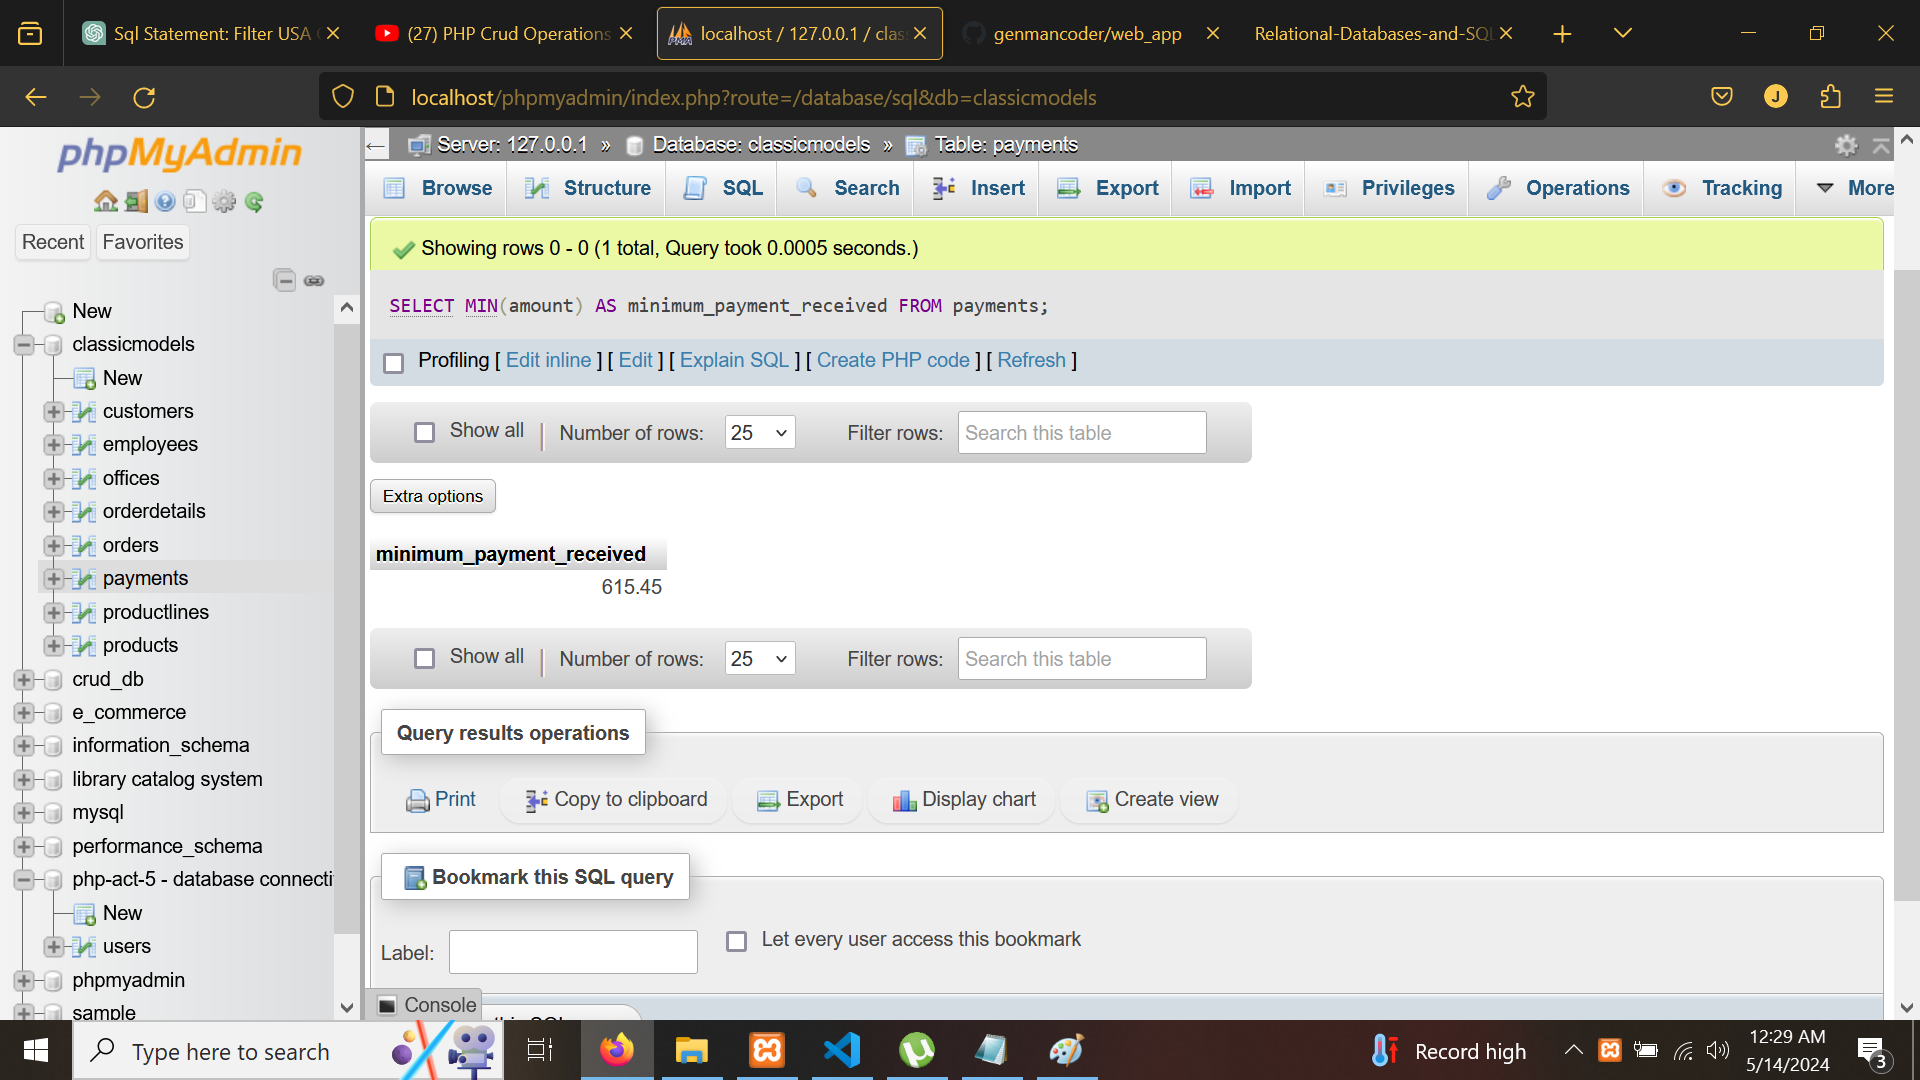 Sql Statement: Filter USA
(27) PHP Crud Operations
localhost / 127.0.0.1 / clas
genmancoder/web_app
Relational-Databases-and-SQL
localhost/phpmyadmin/index.php?route=/database/sql&db=classicmodels
J
phpMyAdmin
Recent
Favorites
New
classicmodels
New
customers
employees
offices
orderdetails
orders
payments
productlines
products
crud_db
e_commerce
information_schema
library catalog system
mysql
performance_schema
php-act-5 - database connecti
New
users
phpmyadmin
sample
Server: 127.0.0.1 » Database: classicmodels » Table: payments
Browse Structure SQL Search Insert Export Import Privileges Operations Tracking More
Showing rows 0 - 0 (1 total, Query took 0.0005 seconds.)
SELECT MIN(amount) AS minimum_payment_received FROM payments;
Profiling [ Edit inline ] [ Edit ] [ Explain SQL ] [ Create PHP code ] [ Refresh ]
Show all | Number of rows: 25 Filter rows: Search this table
Extra options
minimum_payment_received
615.45
Show all | Number of rows: 25 Filter rows: Search this table
Query results operations
Print Copy to clipboard Export Display chart Create view
Bookmark this SQL query
Label: Let every user access this bookmark
Console
Type here to search
Record high
12:29 AM
5/14/2024
3